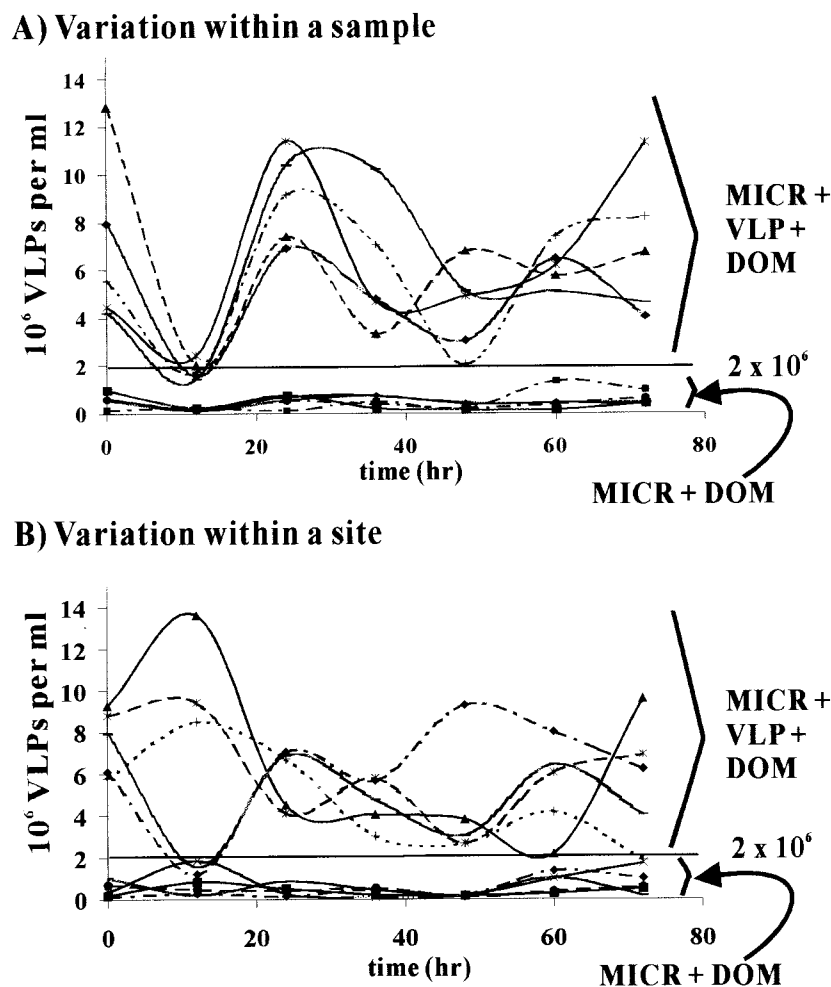 A) Variation within a sample
10⁶ VLPs per ml
14
12
10
8
6
4
2
0
0
20
40
60
80
time (hr)
MICR +
VLP +
DOM
2 x 10⁶
MICR + DOM
B) Variation within a site
10⁶ VLPs per ml
14
12
10
8
6
4
2
0
0
20
40
60
80
time (hr)
MICR +
VLP +
DOM
2 x 10⁶
MICR + DOM